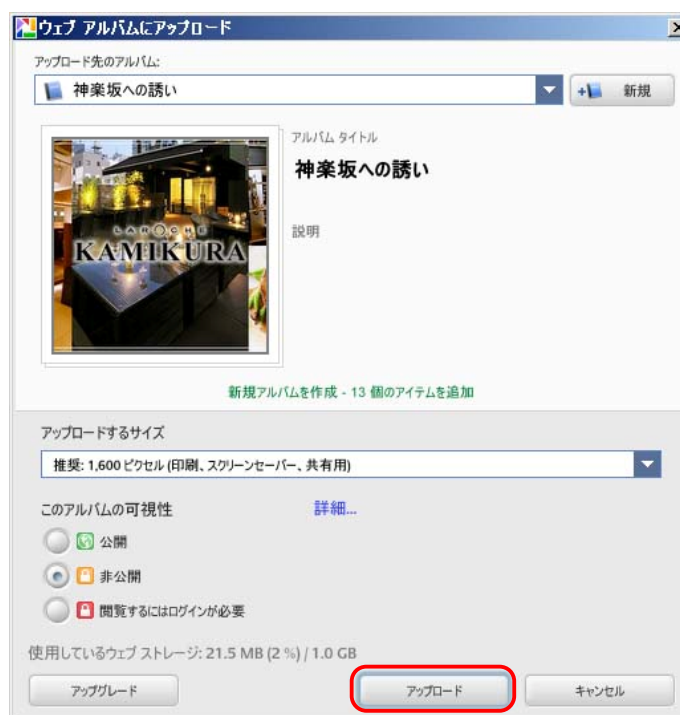 ウェブ アルバムにアップロード
アップロード先のアルバム:
神楽坂への誘い
新規
アルバム タイトル
神楽坂への誘い
説明
LAROCHE
KAMIKURA
新規アルバムを作成 - 13 個のアイテムを追加
アップロードするサイズ
推奨: 1,600 ピクセル (印刷、スクリーンセーバー、共有用)
このアルバムの可視性 詳細...
公開
非公開
閲覧するにはログインが必要
使用しているウェブ ストレージ: 21.5 MB (2 %) / 1.0 GB
アップグレード アップロード キャンセル